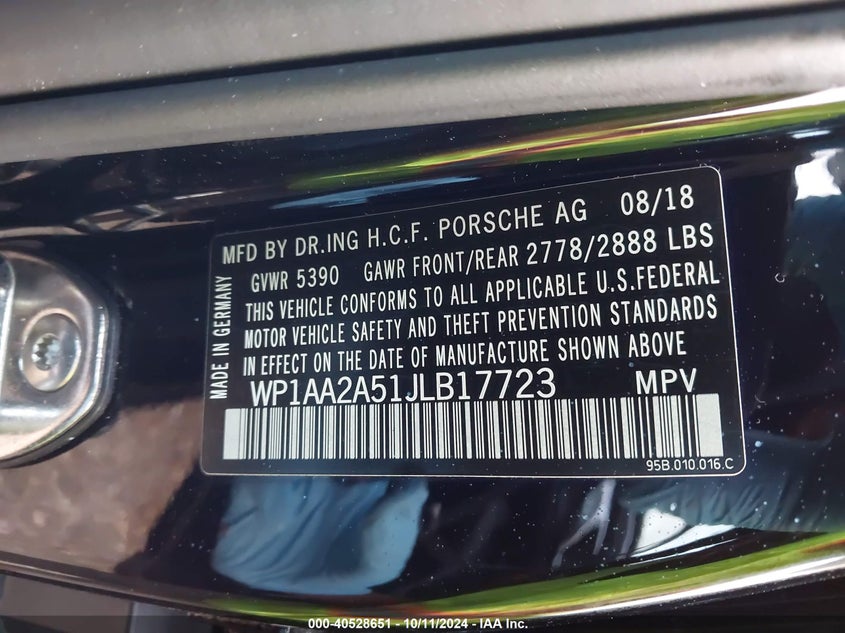 MFD BY DR.ING H.C.F. PORSCHE AG 08/18
GVWR 5390 GAWR FRONT/REAR 2778/2888 LBS
THIS VEHICLE CONFORMS TO ALL APPLICABLE U.S.FEDERAL
MOTOR VEHICLE SAFETY AND THEFT PREVENTION STANDARDS
IN EFFECT ON THE DATE OF MANUFACTURE SHOWN ABOVE
MADE IN GERMANY
WP1AA2A51JLB17723 MPV
95B.010.016.C
000-40528651 - 10/11/2024 - IAA Inc.